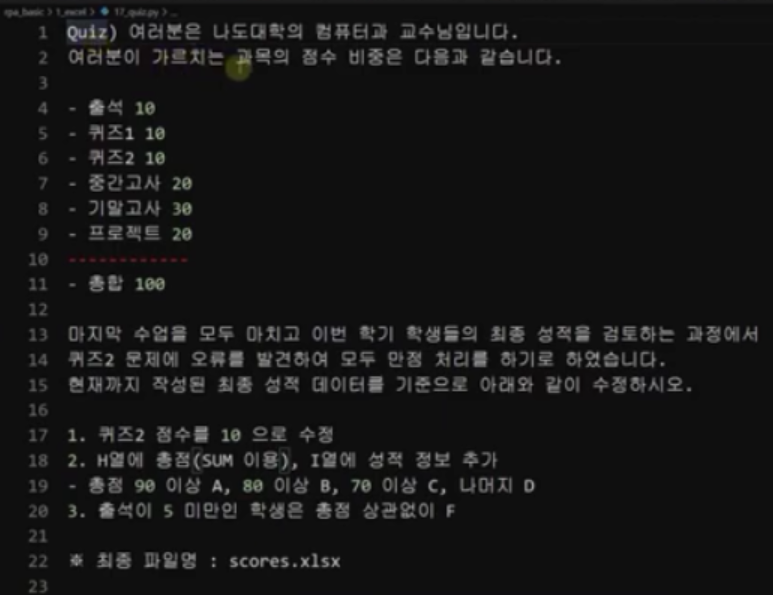 rpa_basic > 1_excel > 17_quiz.py > ...
1 Quiz) 여러분은 나도대학의 컴퓨터과 교수님입니다.
2 여러분이 가르치는 과목의 점수 비중은 다음과 같습니다.
3
4 - 출석 10
5 - 퀴즈1 10
6 - 퀴즈2 10
7 - 중간고사 20
8 - 기말고사 30
9 - 프로젝트 20
10 ------------
11 - 총합 100
12
13 마지막 수업을 모두 마치고 이번 학기 학생들의 최종 성적을 검토하는 과정에서
14 퀴즈2 문제에 오류를 발견하여 모두 만점 처리를 하기로 하였습니다.
15 현재까지 작성된 최종 성적 데이터를 기준으로 아래와 같이 수정하시오.
16
17 1. 퀴즈2 점수를 10 으로 수정
18 2. H열에 총점(SUM 이용), I열에 성적 정보 추가
19 - 총점 90 이상 A, 80 이상 B, 70 이상 C, 나머지 D
20 3. 출석이 5 미만인 학생은 총점 상관없이 F
21
22 ※ 최종 파일명 : scores.xlsx
23